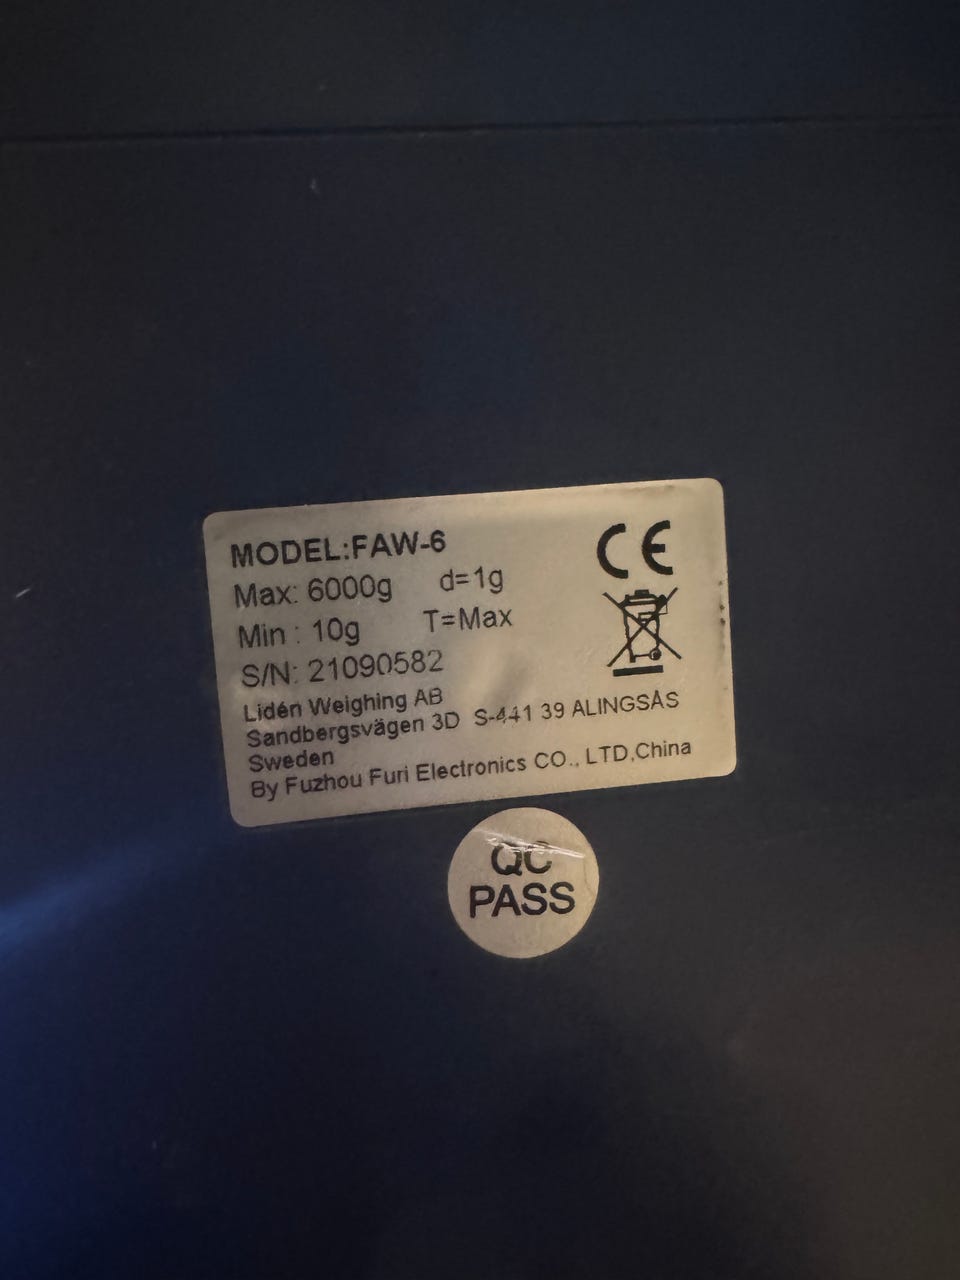 MODEL:FAW-6
Max: 6000g d=1g
Min : 10g T=Max
S/N: 21090582
Lidén Weighing AB
Sandbergsvägen 3D S-441 39 ALINGSÅS
Sweden
By Fuzhou Furi Electronics CO., LTD,China
CE
QC
PASS